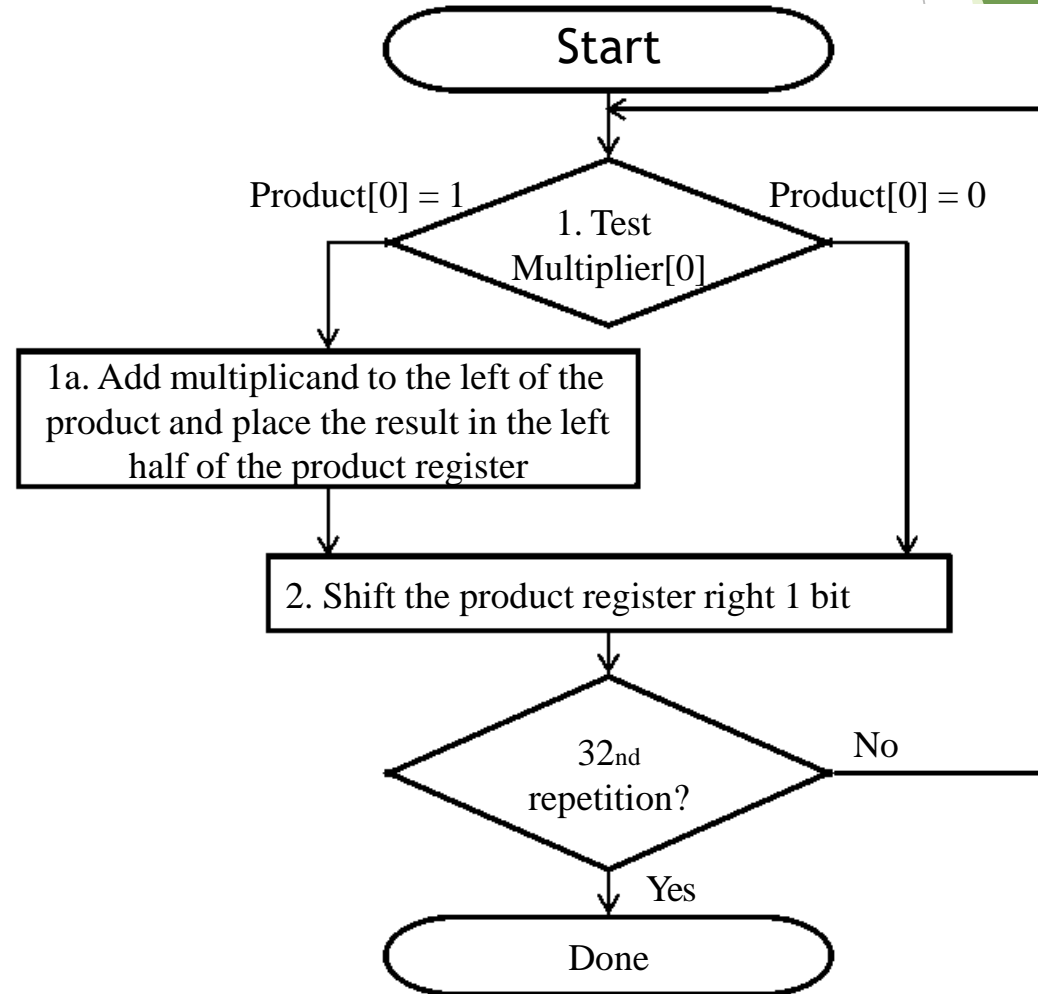 Start
Product[0] = 1
Product[0] = 0
1. Test
Multiplier[0]
1a. Add multiplicand to the left of the
product and place the result in the left
half of the product register
2. Shift the product register right 1 bit
32nd
repetition?
No
Yes
Done